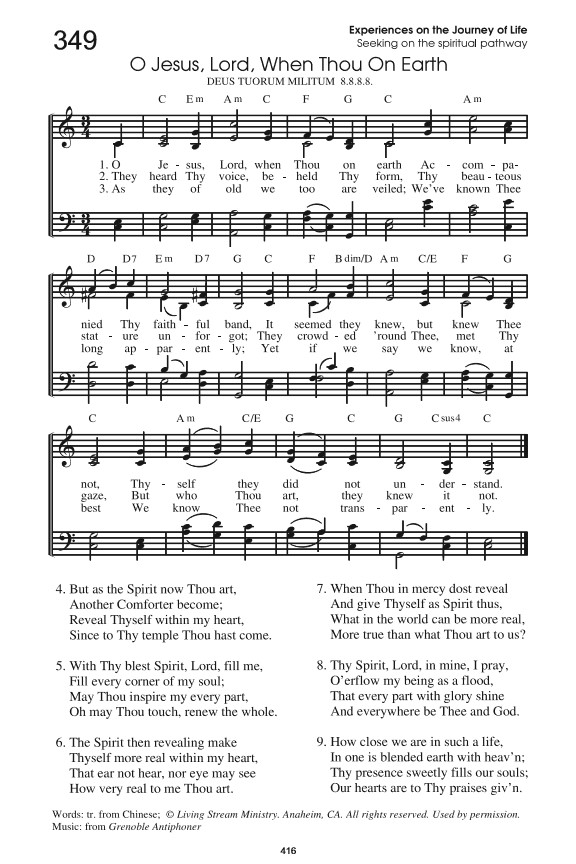 349
Experiences on the Journey of Life
Seeking on the spiritual pathway
O Jesus, Lord, When Thou On Earth
DEUS TUORUM MILITUM 8.8.8.8.
C Em Am C F G C Am
1. O Je - sus, Lord, when Thou on earth Ac - com - pa-
2. They heard Thy voice, be - held Thy form, Thy beau - teous
3. As they of old we too are veiled; We've known Thee
D D7 Em D7 G C F Bdim/D Am C/E F G
nied Thy faith - ful band, It seemed they knew, but knew Thee
stat - ure un - for - got; They crowd - ed 'round Thee, met Thy
long ap - par - ent - ly; Yet if we say we know, at
C Am C/E G C G Csus4 C
not, Thy - self they did not un - der - stand.
gaze, But who Thou art, they knew it not.
best We know Thee not trans - par - ent - ly.
4. But as the Spirit now Thou art,
Another Comforter become;
Reveal Thyself within my heart,
Since to Thy temple Thou hast come.
5. With Thy blest Spirit, Lord, fill me,
Fill every corner of my soul;
May Thou inspire my every part,
Oh may Thou touch, renew the whole.
6. The Spirit then revealing make
Thyself more real within my heart,
That ear not hear, nor eye may see
How very real to me Thou art.
7. When Thou in mercy dost reveal
And give Thyself as Spirit thus,
What in the world can be more real,
More true than what Thou art to us?
8. Thy Spirit, Lord, in mine, I pray,
O'erflow my being as a flood,
That every part with glory shine
And everywhere be Thee and God.
9. How close we are in such a life,
In one is blended earth with heav'n;
Thy presence sweetly fills our souls;
Our hearts are to Thy praises giv'n.
Words: tr. from Chinese; © Living Stream Ministry. Anaheim, CA. All rights reserved. Used by permission.
Music: from Grenoble Antiphoner
416